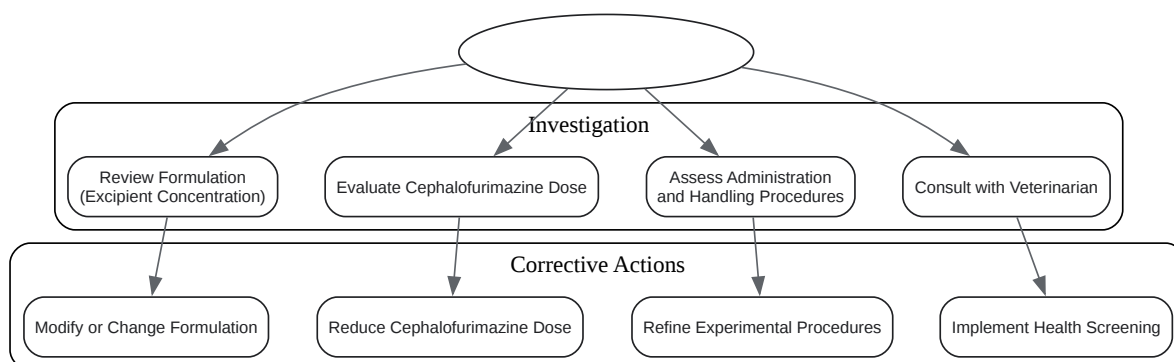 Investigation
Review Formulation
(Excipient Concentration)
Evaluate Cephalofurimazine Dose
Assess Administration
and Handling Procedures
Consult with Veterinarian
Corrective Actions
Modify or Change Formulation
Reduce Cephalofurimazine Dose
Refine Experimental Procedures
Implement Health Screening